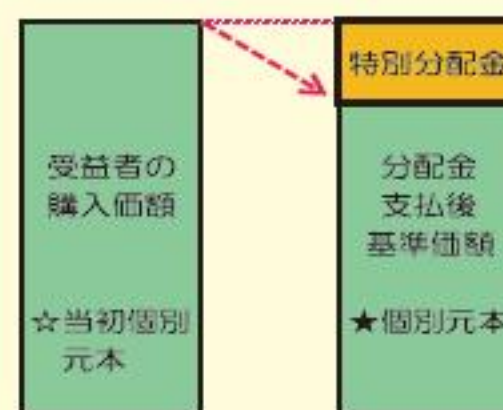 受益者の
購入価額
☆当初個別
元本
特別分配金
分配金
支払後
基準価額
★個別元本